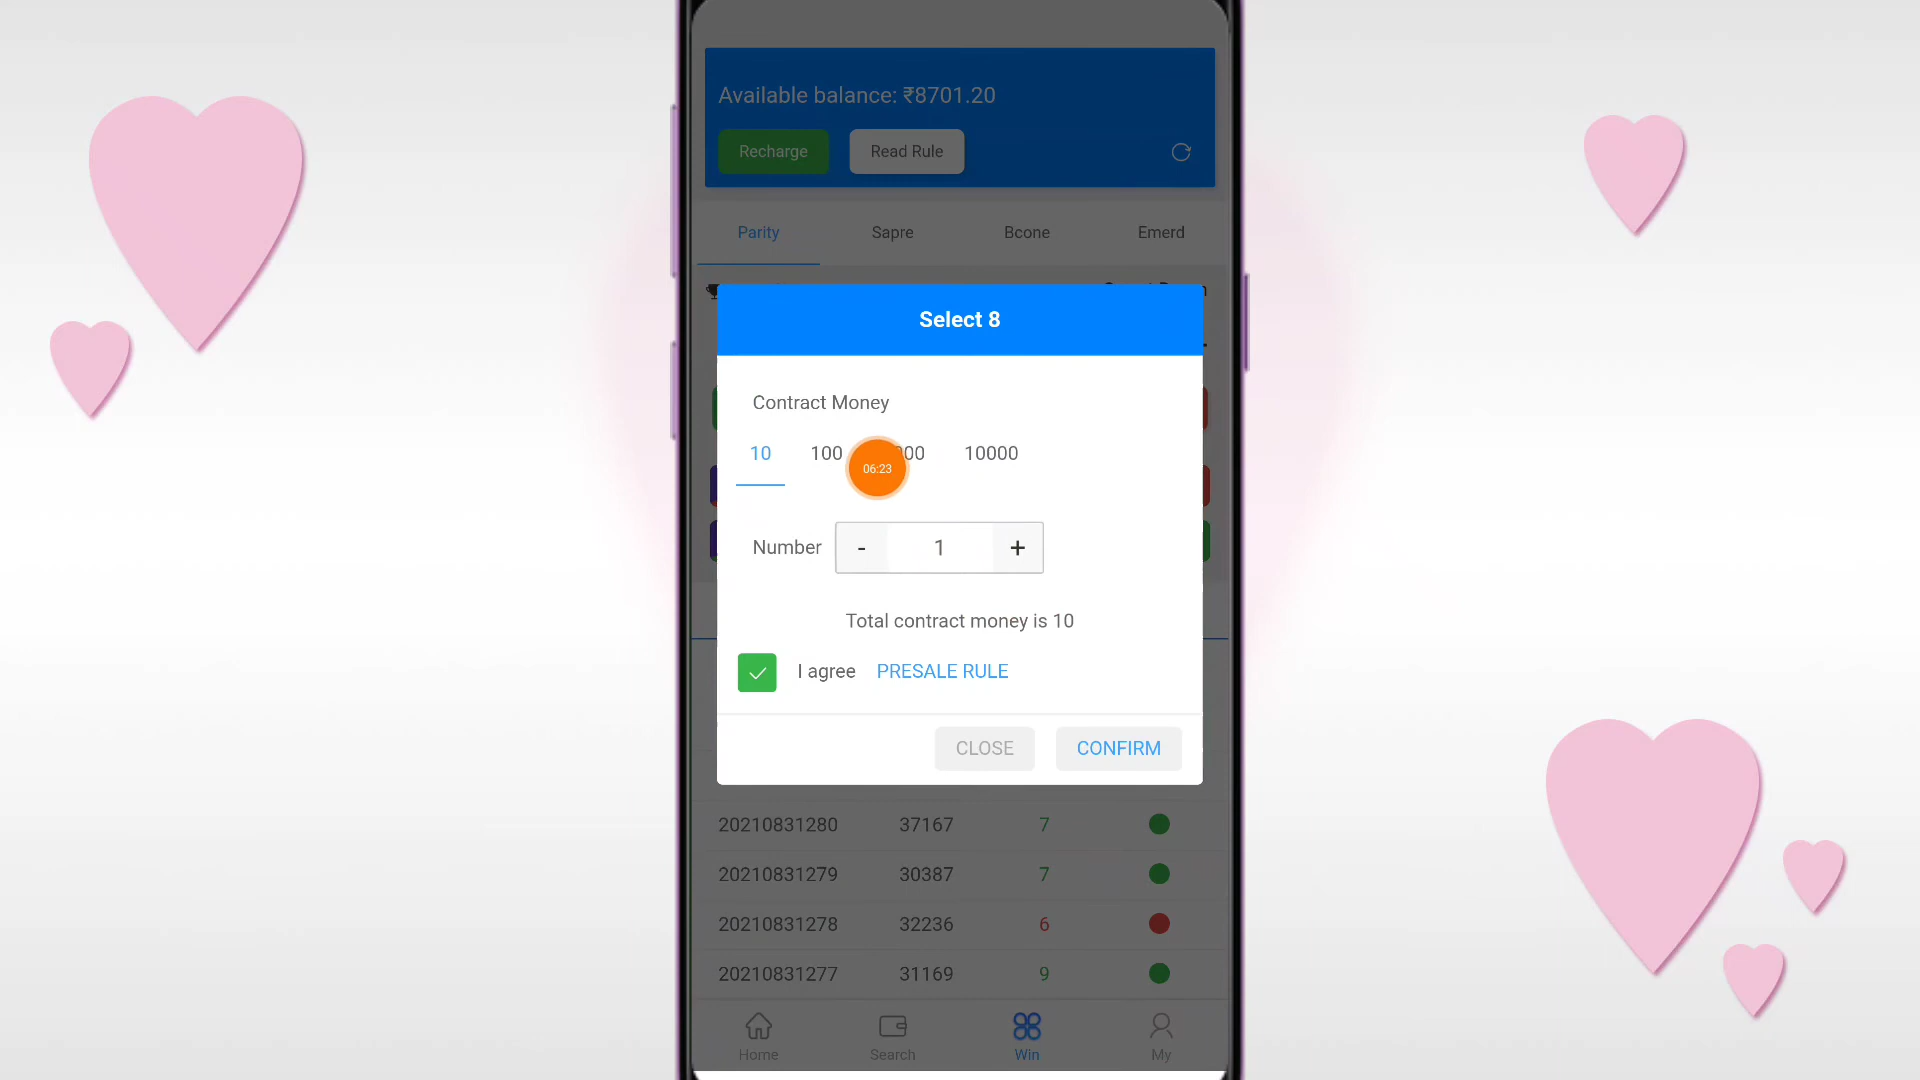 Available balance: ₹8701.20
Recharge Read Rule
Parity Sapre Bcone Emerd
Select 8
Contract Money
10 100 10000
06:23
Number - 1 +
Total contract money is 10
I agree PRESALE RULE
CLOSE CONFIRM
20210831280 37167 7
20210831279 30387 7
20210831278 32236 6
20210831277 31169 9
Home Search Win My